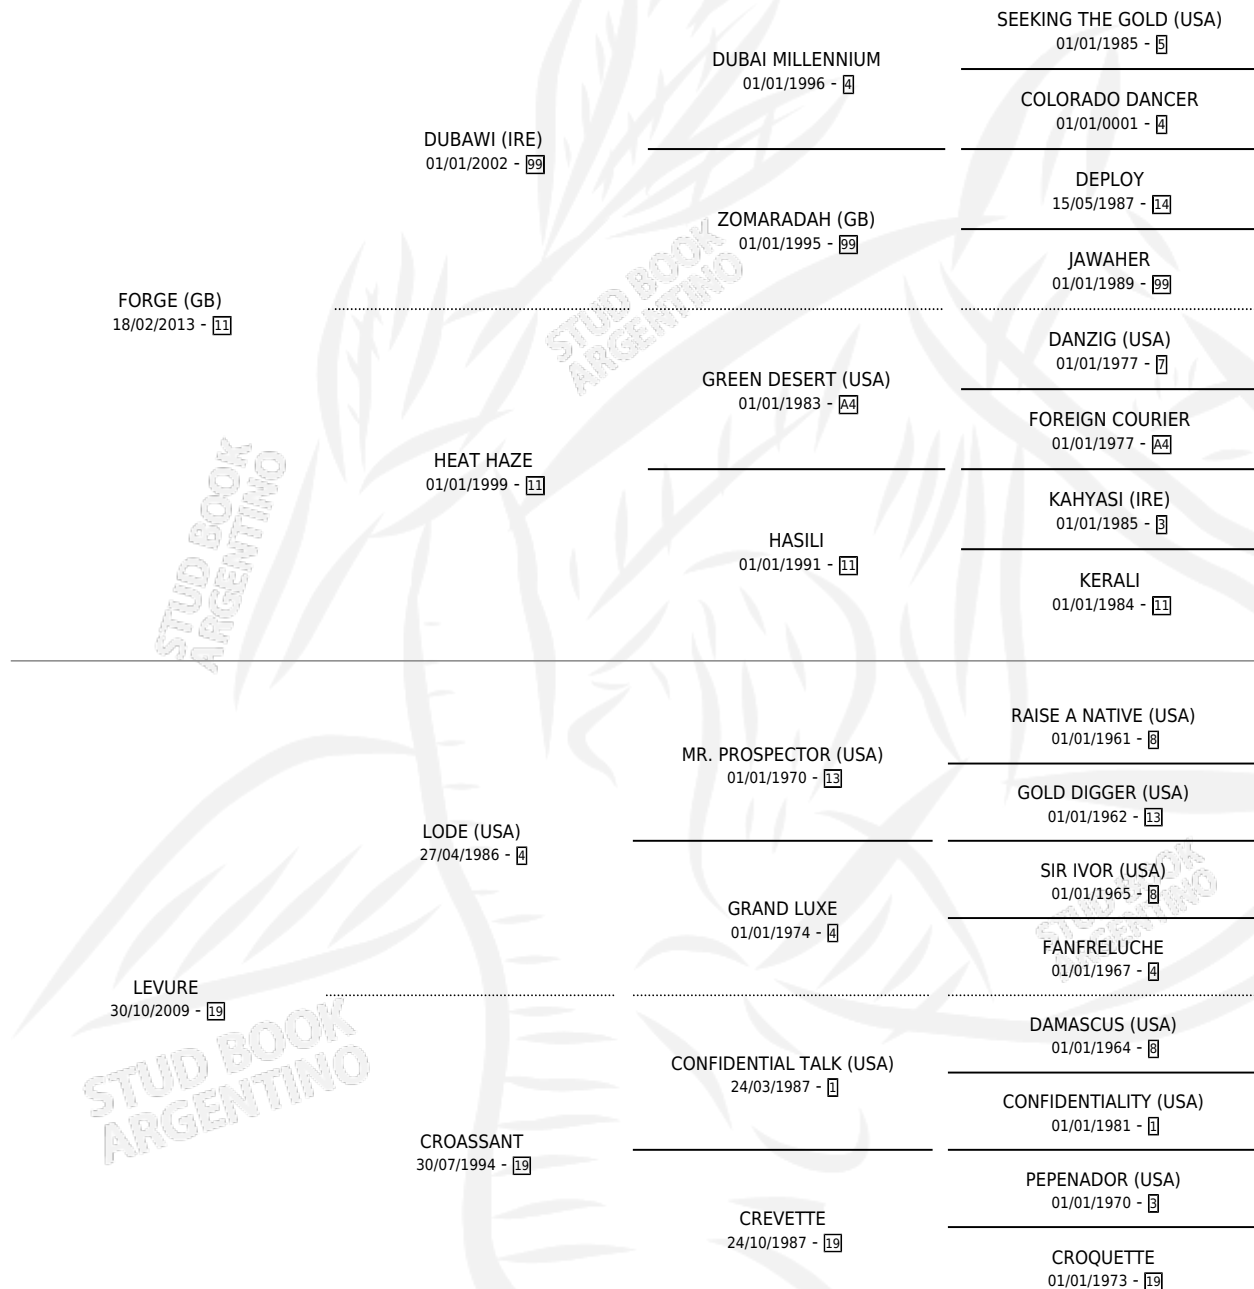 SEEKING THE GOLD (USA)
01/01/1985 - 5
DUBAI MILLENNIUM
01/01/1996 - 4
COLORADO DANCER
01/01/0001 - 4
DUBAWI (IRE)
01/01/2002 - 99
DEPLOY
15/05/1987 - 14
ZOMARADAH (GB)
01/01/1995 - 99
JAWAHER
01/01/1989 - 99
FORGE (GB)
18/02/2013 - 11
STUD BOOK
ARGENTINO
DANZIG (USA)
01/01/1977 - 7
GREEN DESERT (USA)
01/01/1983 - A4
FOREIGN COURIER
01/01/1977 - A4
HEAT HAZE
01/01/1999 - 11
KAHYASI (IRE)
01/01/1985 - 3
HASILI
01/01/1991 - 11
KERALI
01/01/1984 - 11
STUD BOOK
ARGENTINO
RAISE A NATIVE (USA)
01/01/1961 - 8
MR. PROSPECTOR (USA)
01/01/1970 - 13
GOLD DIGGER (USA)
01/01/1962 - 13
LODE (USA)
27/04/1986 - 4
SIR IVOR (USA)
01/01/1965 - 8
GRAND LUXE
01/01/1974 - 4
FANFRELUCHE
01/01/1967 - 4
STUD BOOK
ARGENTINO
LEVURE
30/10/2009 - 19
DAMASCUS (USA)
01/01/1964 - 8
CONFIDENTIAL TALK (USA)
24/03/1987 - 1
CONFIDENTIALITY (USA)
01/01/1981 - 1
STUD BOOK
ARGENTINO
CROASSANT
30/07/1994 - 19
PEPENADOR (USA)
01/01/1970 - 3
CREVETTE
24/10/1987 - 19
CROQUETTE
01/01/1973 - 19